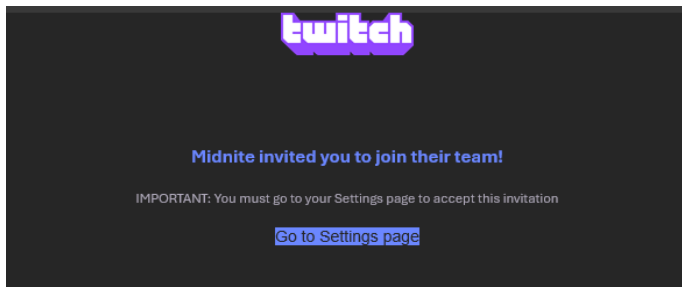 twitch
Midnite invited you to join their team!
IMPORTANT: You must go to your Settings page to accept this invitation
Go to Settings page